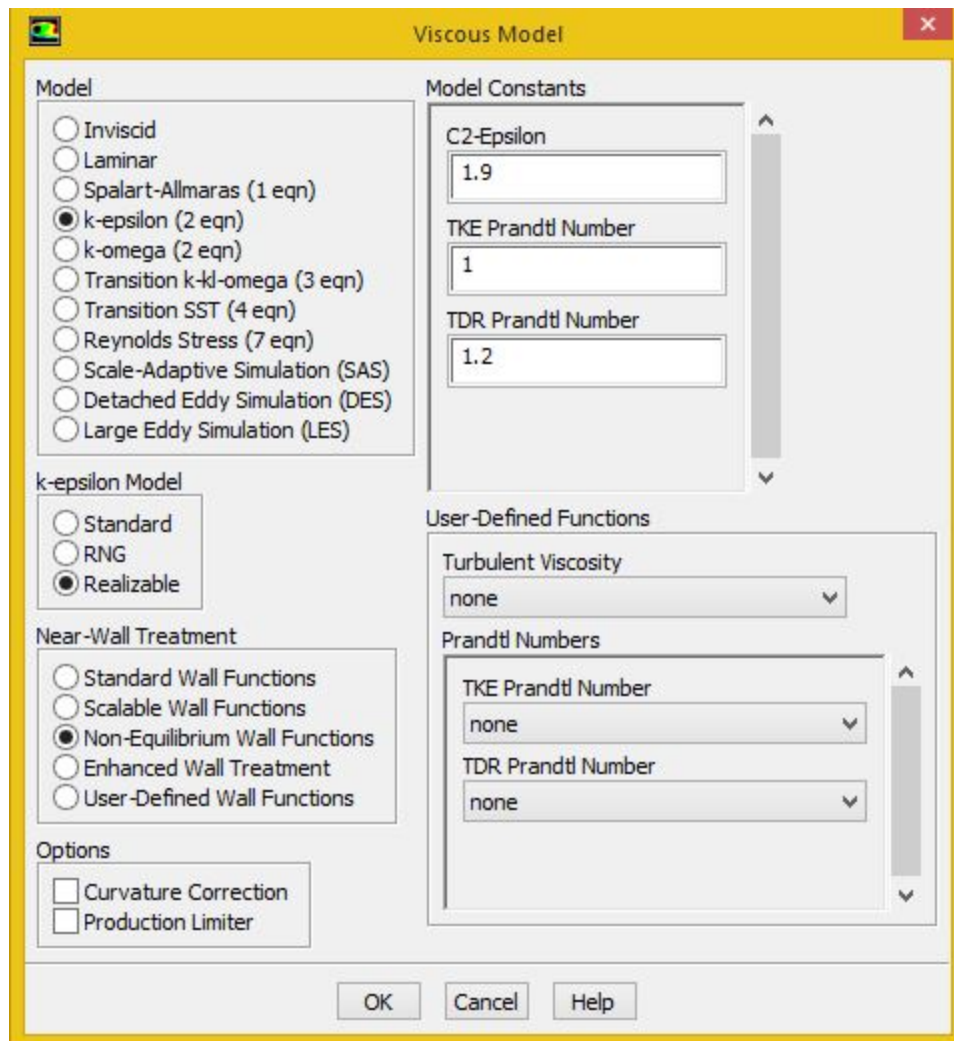 Viscous Model
Model
Inviscid
Laminar
Spalart-Allmaras (1 eqn)
k-epsilon (2 eqn)
k-omega (2 eqn)
Transition k-kl-omega (3 eqn)
Transition SST (4 eqn)
Reynolds Stress (7 eqn)
Scale-Adaptive Simulation (SAS)
Detached Eddy Simulation (DES)
Large Eddy Simulation (LES)
k-epsilon Model
Standard
RNG
Realizable
Near-Wall Treatment
Standard Wall Functions
Scalable Wall Functions
Non-Equilibrium Wall Functions
Enhanced Wall Treatment
User-Defined Wall Functions
Options
Curvature Correction
Production Limiter
Model Constants
C2-Epsilon
1.9
TKE Prandtl Number
1
TDR Prandtl Number
1.2
User-Defined Functions
Turbulent Viscosity
none
Prandtl Numbers
TKE Prandtl Number
none
TDR Prandtl Number
none
OK Cancel Help